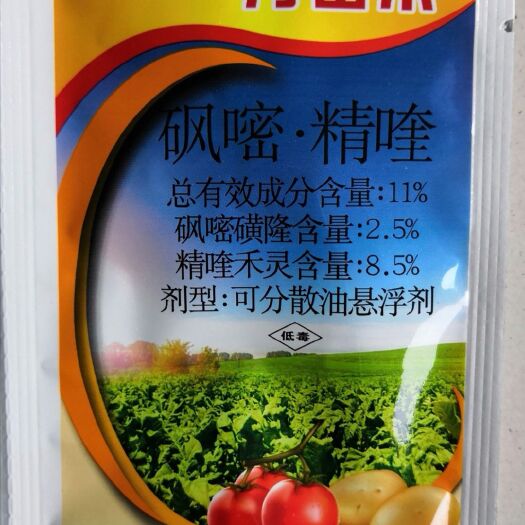 砜嘧·精喹
总有效成分含量:11%
砜嘧磺隆含量:2.5%
精喹禾灵含量:8.5%
剂型:可分散油悬浮剂
低毒